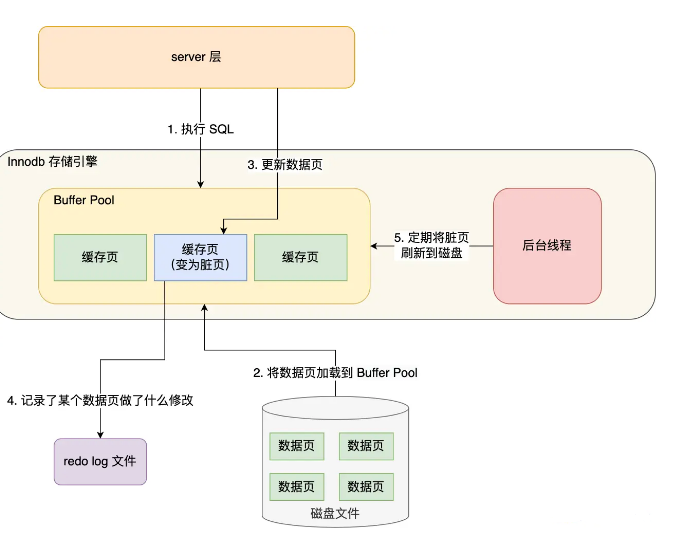 server 层
1. 执行 SQL
Innodb 存储引擎
3. 更新数据页
Buffer Pool
缓存页
缓存页
(变为脏页)
缓存页
5. 定期将脏页
刷新到磁盘
后台线程
2. 将数据页加载到 Buffer Pool
4. 记录了某个数据页做了什么修改
redo log 文件
数据页
数据页
数据页
数据页
磁盘文件